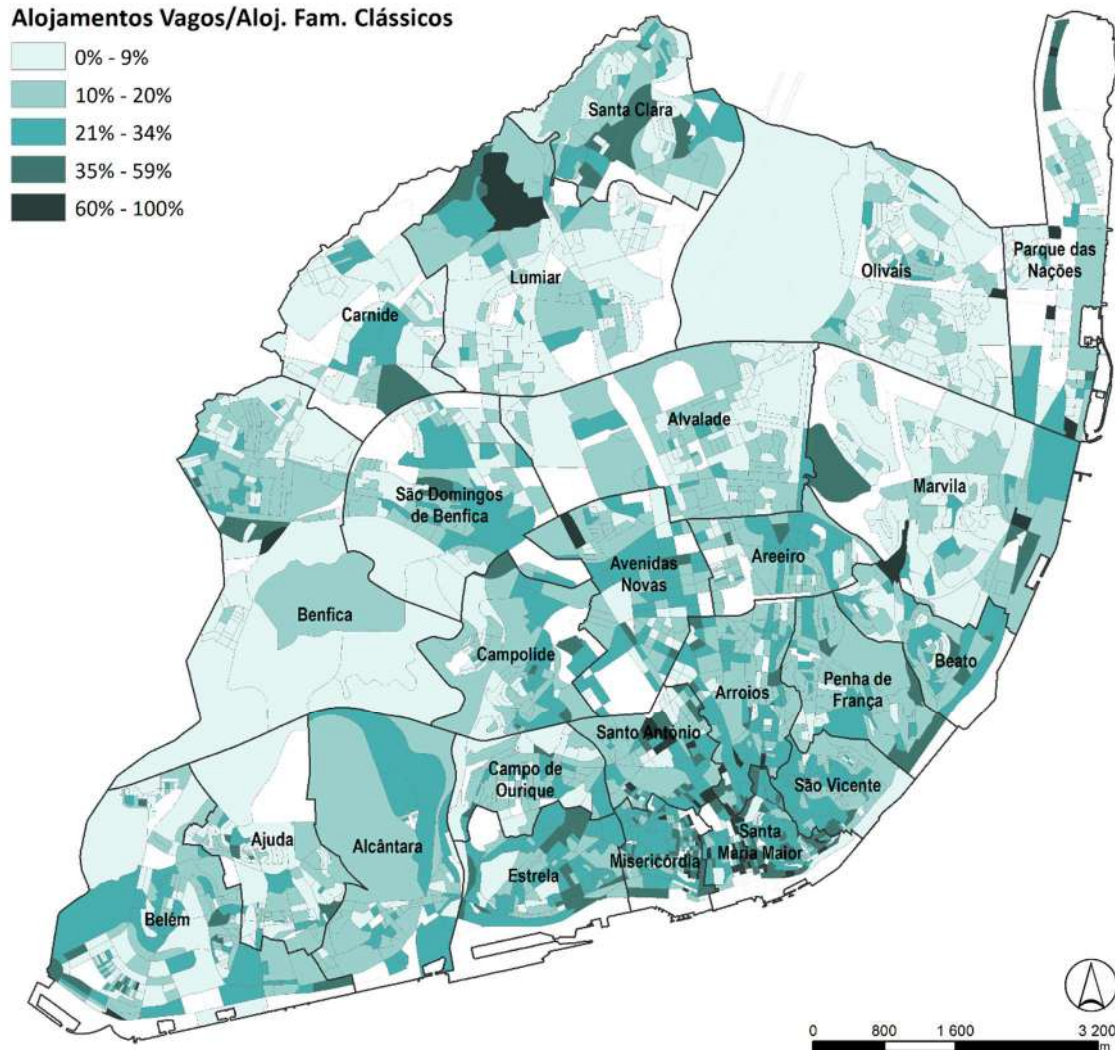 Alojamentos Vagos/Aloj. Fam. Clássicos
0% - 9%
10% - 20%
21% - 34%
35% - 59%
60% - 100%
Santa Clara
Parque das
Nações
Olivais
Lumiar
Carnide
Alvalade
Marvila
São Domingos
de Benfica
Avenidas
Novas
Areeiro
Benfica
Campolide
Beato
Arroios
Penha de
França
Santo António
Campo de
Ourique
São Vicente
Ajuda
Alcântara
Santa
Maria Maior
Misericórdia
Estrela
Belém
0 800 1 600 3 200
m